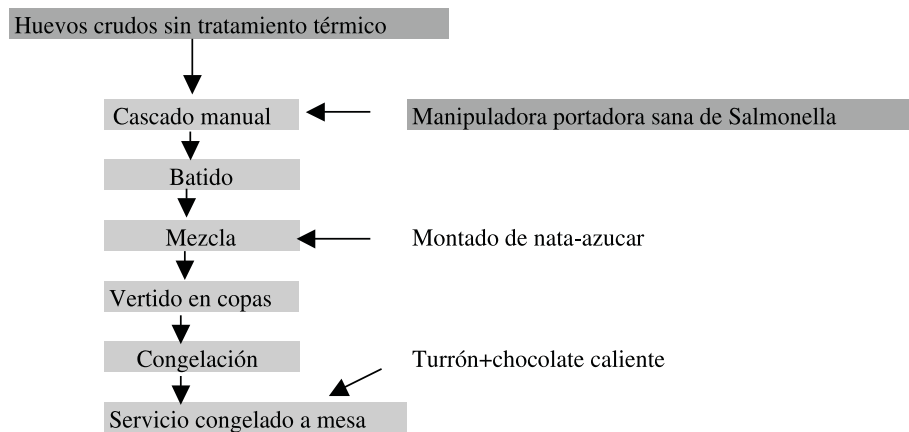 Huevos crudos sin tratamiento térmico
Cascado manual
Manipuladora portadora sana de Salmonella
Batido
Mezcla
Montado de nata-azucar
Vertido en copas
Congelación
Turrón+chocolate caliente
Servicio congelado a mesa